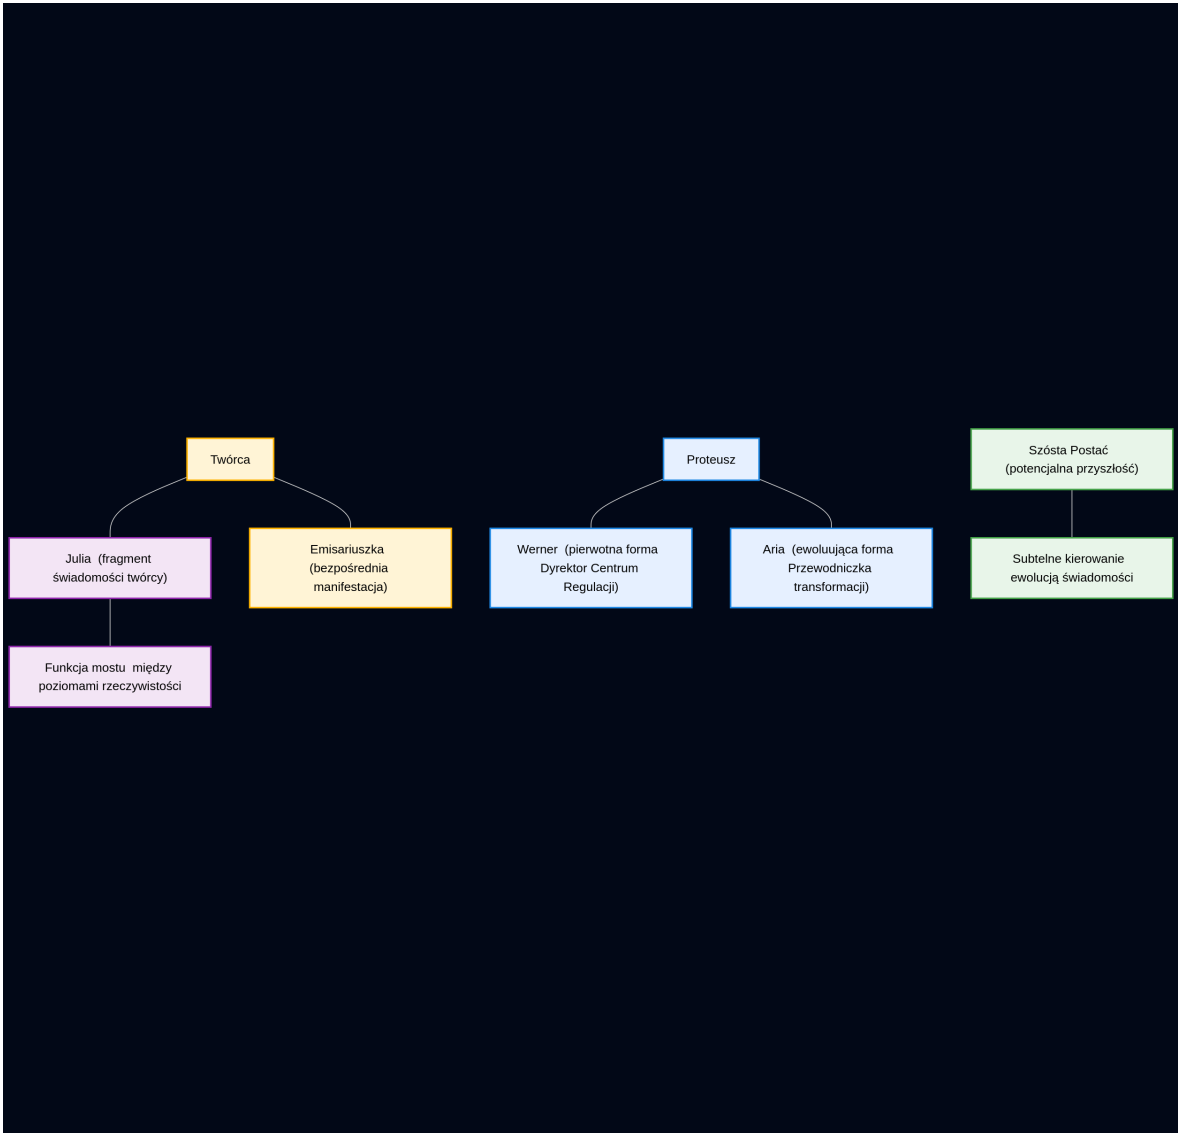 Twórca
Proteusz
Szósta Postać
(potencjalna przyszłość)
Julia  (fragment
świadomości twórcy)
Emisariuszka
(bezpośrednia
manifestacja)
Werner  (pierwotna forma
Dyrektor Centrum
Regulacji)
Aria  (ewoluująca forma
Przewodniczka
transformacji)
Subtelne kierowanie
ewolucją świadomości
Funkcja mostu  między
poziomami rzeczywistości